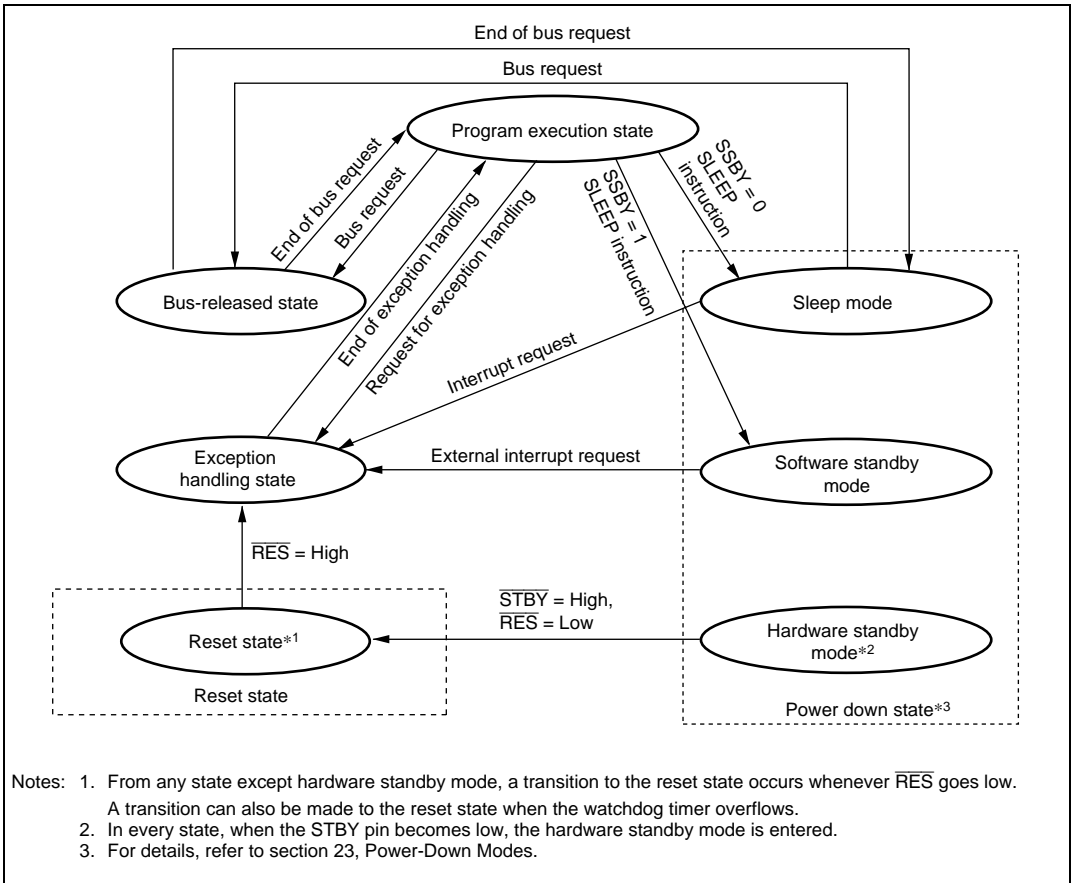 End of bus request
Bus request
Program execution state
End of bus request
Bus request
End of exception handling
Request for exception handling
SSBY = 1
SLEEP instruction
SSBY = 0
SLEEP
instruction
Bus-released state
Sleep mode
Interrupt request
Exception
handling state
External interrupt request
Software standby
mode
RES = High
STBY = High,
RES = Low
Reset state*1
Hardware standby
mode*2
Reset state
Power down state*3
Notes: 1. From any state except hardware standby mode, a transition to the reset state occurs whenever RES goes low.
A transition can also be made to the reset state when the watchdog timer overflows.
2. In every state, when the STBY pin becomes low, the hardware standby mode is entered.
3. For details, refer to section 23, Power-Down Modes.